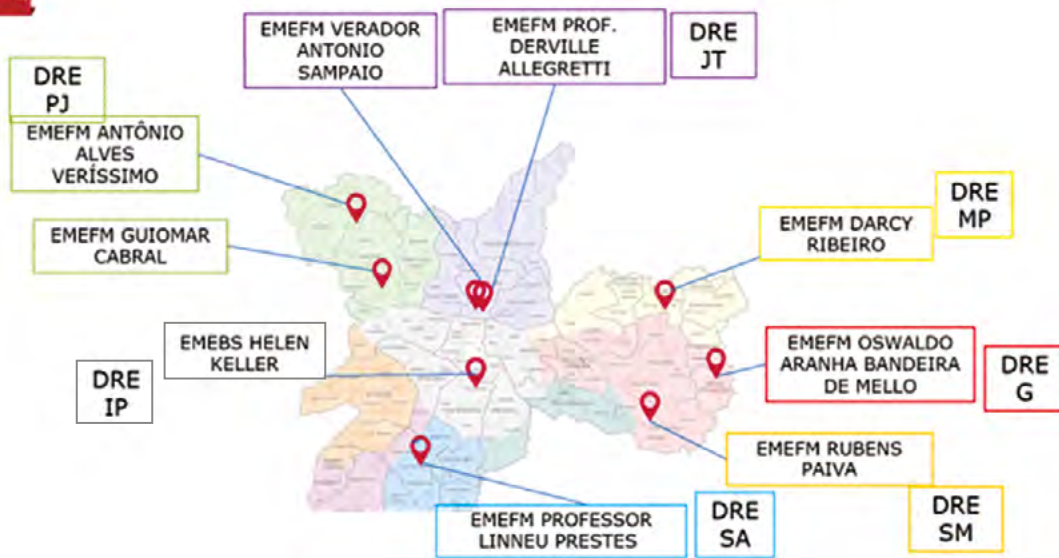 EMEFM VERADOR
ANTONIO
SAMPAIO
EMEFM PROF.
DERVILLE
ALLEGRETTI
DRE
JT
DRE
PJ
EMEFM ANTÔNIO
ALVES
VERÍSSIMO
EMEFM GUIOMAR
CABRAL
DRE
MP
EMEFM DARCY
RIBEIRO
EMEBS HELEN
KELLER
DRE
IP
EMEFM OSWALDO
ARANHA BANDEIRA
DE MELLO
DRE
G
EMEFM RUBENS
PAIVA
DRE
SM
EMEFM PROFESSOR
LINNEU PRESTES
DRE
SA